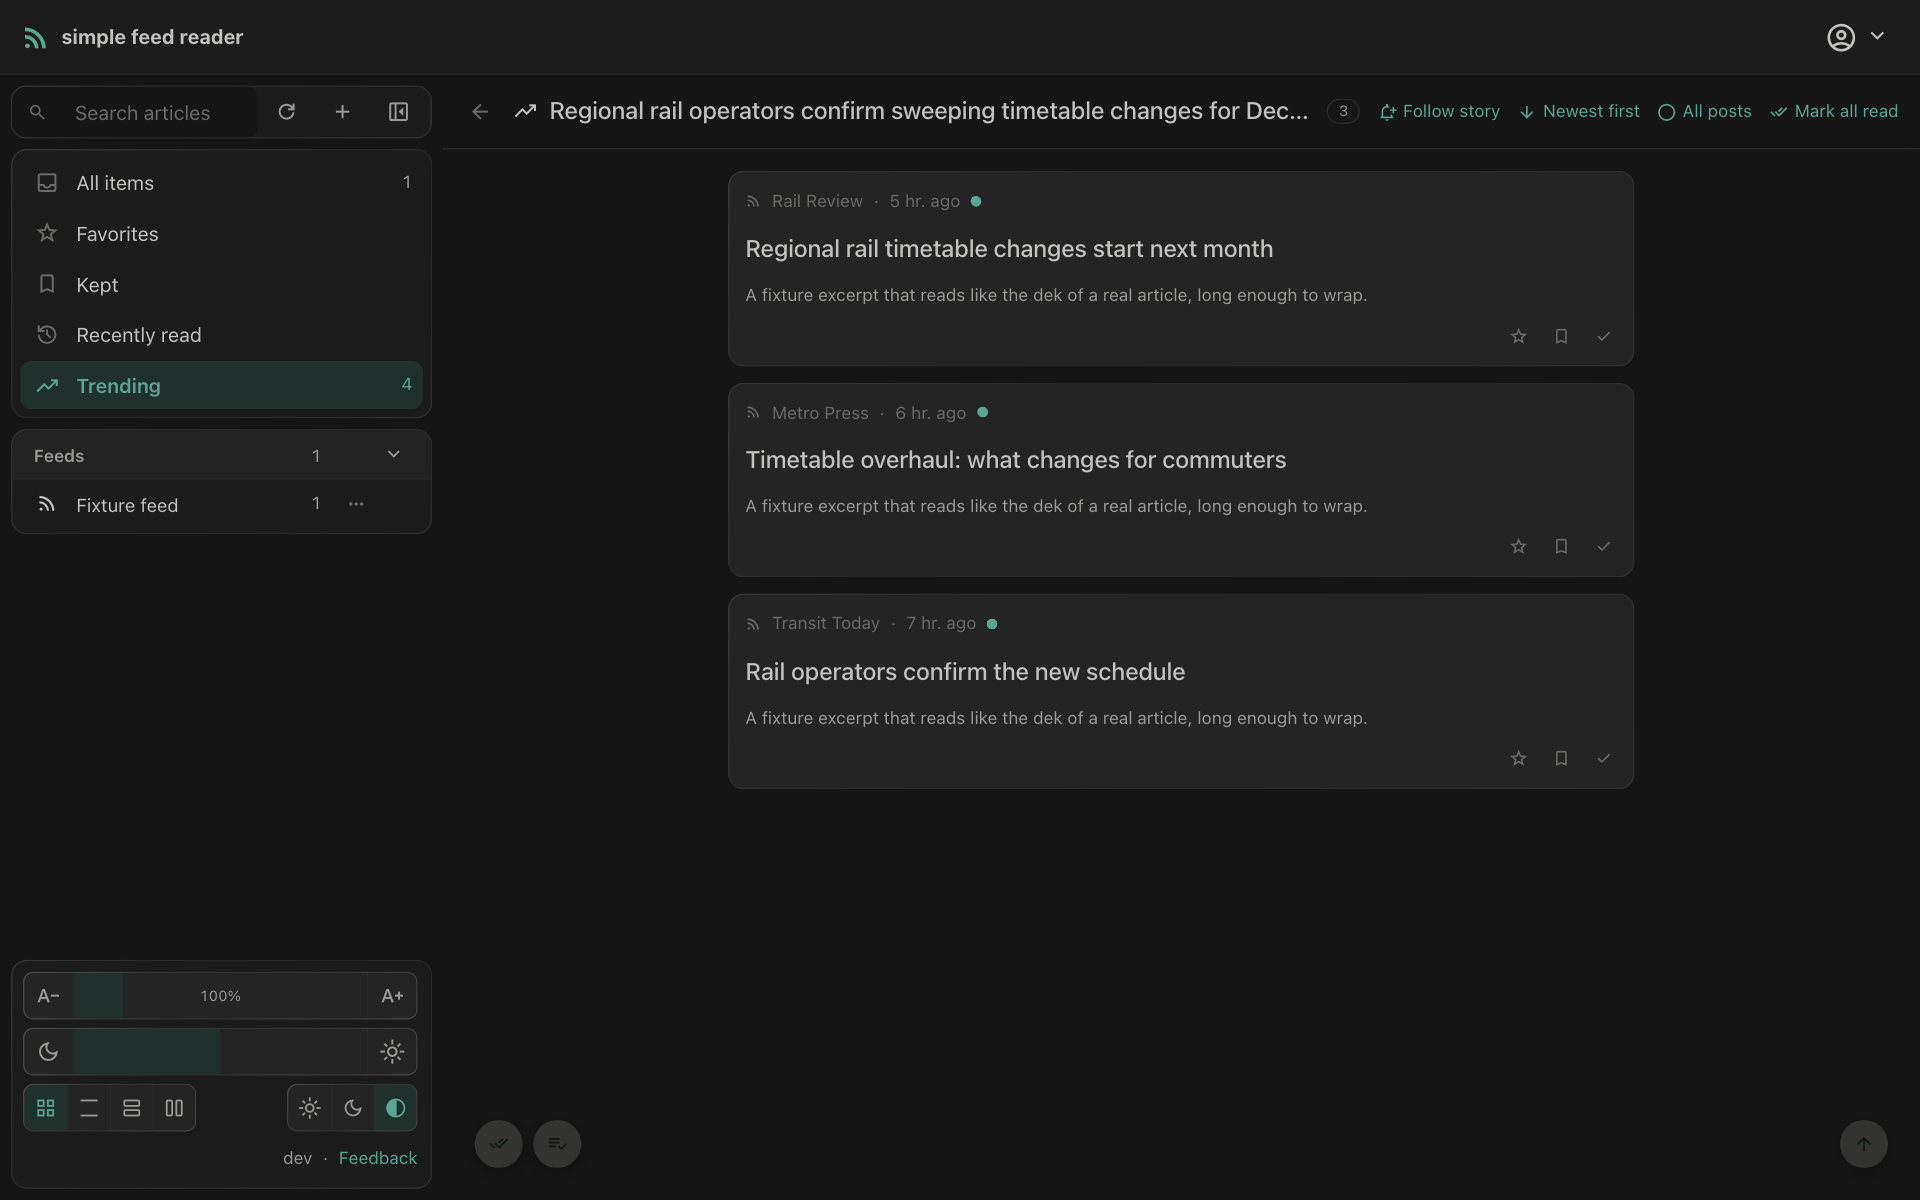 simple feed reader
Search articles
All items 1
Favorites
Kept
Recently read
Trending 4
Feeds 1
Fixture feed 1
A− 100% A+
dev · Feedback
Regional rail operators confirm sweeping timetable changes for Dec... 3 Follow story Newest first All posts Mark all read
Rail Review · 5 hr. ago
Regional rail timetable changes start next month
A fixture excerpt that reads like the dek of a real article, long enough to wrap.
Metro Press · 6 hr. ago
Timetable overhaul: what changes for commuters
A fixture excerpt that reads like the dek of a real article, long enough to wrap.
Transit Today · 7 hr. ago
Rail operators confirm the new schedule
A fixture excerpt that reads like the dek of a real article, long enough to wrap.